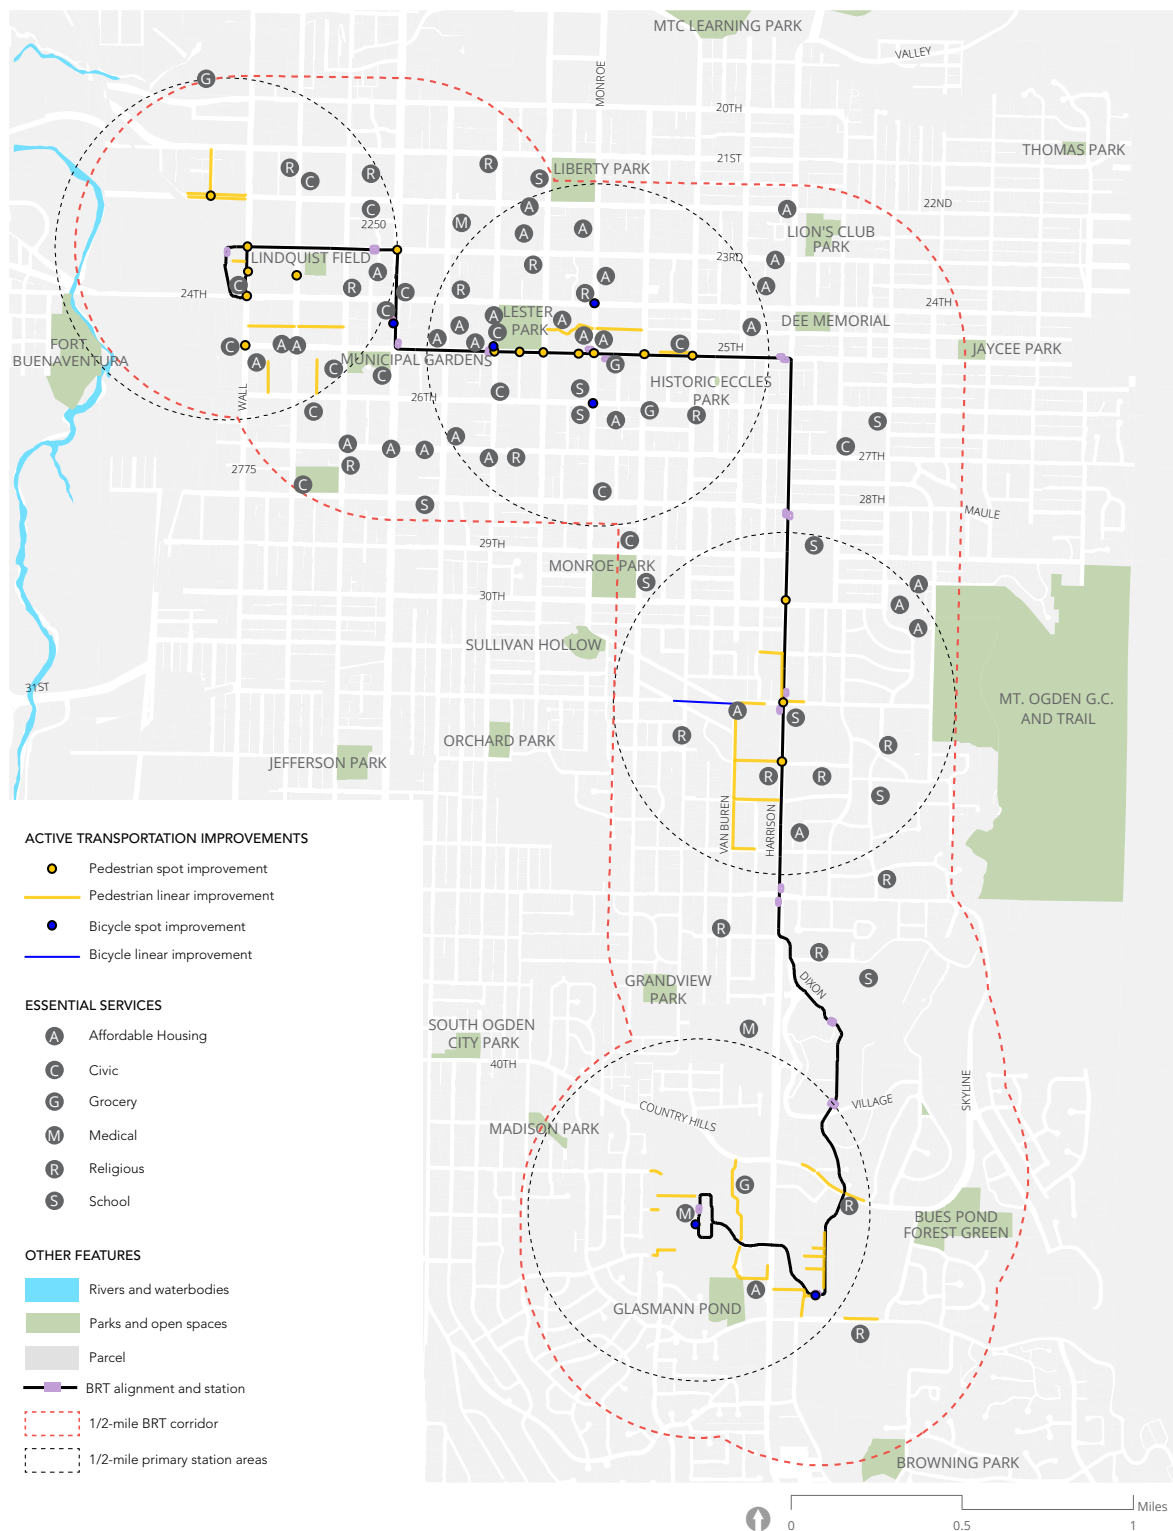 MTC LEARNING PARK
VALLEY
MONROE
20TH
G
THOMAS PARK
21ST
R
R
LIBERTY PARK
C
R
S
22ND
C
A
A
2250
M
A
A
LION'S CLUB
PARK
23RD
LINDQUIST FIELD
A
R
A
A
C
R
C
R
R
A
24TH
24TH
C
A
LESTER
PARK
A
DEE MEMORIAL
A
C
A
FORT
BUENAVENTURA
C
A
A
A
A
A
A
C
25TH
JAYCEE PARK
A
MUNICIPAL GARDENS
C
C
G
HISTORIC ECCLES
PARK
WALL
26TH
C
S
C
S
A
G
R
S
A
A
A
A
C
27TH
2775
R
A
R
C
C
28TH
S
MAULE
29TH
C
S
MONROE PARK
S
A
30TH
A
A
SULLIVAN HOLLOW
31ST
MT. OGDEN G.C.
AND TRAIL
A
S
R
ORCHARD PARK
R
JEFFERSON PARK
R
R
S
VAN BUREN
HARRISON
A
R
R
R
S
DIXON
GRANDVIEW
PARK
SOUTH OGDEN
CITY PARK
M
40TH
SKYLINE
COUNTRY HILLS
VILLAGE
MADISON PARK
G
M
R
BUES POND
FOREST GREEN
A
GLASMANN POND
R
BROWNING PARK
ACTIVE TRANSPORTATION IMPROVEMENTS
Pedestrian spot improvement
Pedestrian linear improvement
Bicycle spot improvement
Bicycle linear improvement
ESSENTIAL SERVICES
A Affordable Housing
C Civic
G Grocery
M Medical
R Religious
S School
OTHER FEATURES
Rivers and waterbodies
Parks and open spaces
Parcel
BRT alignment and station
1/2-mile BRT corridor
1/2-mile primary station areas
Miles
0 0.5 1